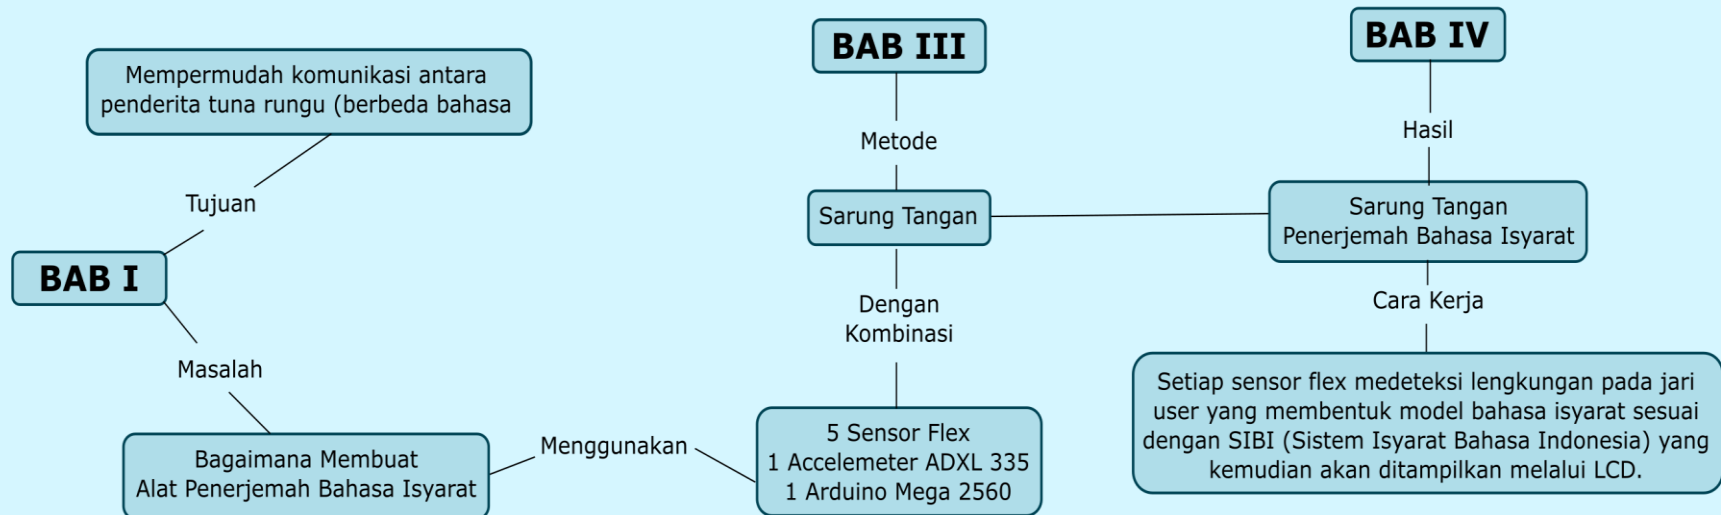 Mempermudah komunikasi antara
penderita tuna rungu (berbeda bahasa
Tujuan
BAB I
Masalah
Bagaimana Membuat
Alat Penerjemah Bahasa Isyarat
Menggunakan
BAB III
Metode
Sarung Tangan
Dengan
Kombinasi
5 Sensor Flex
1 Accelemeter ADXL 335
1 Arduino Mega 2560
BAB IV
Hasil
Sarung Tangan
Penerjemah Bahasa Isyarat
Cara Kerja
Setiap sensor flex medeteksi lengkungan pada jari
user yang membentuk model bahasa isyarat sesuai
dengan SIBI (Sistem Isyarat Bahasa Indonesia) yang
kemudian akan ditampilkan melalui LCD.